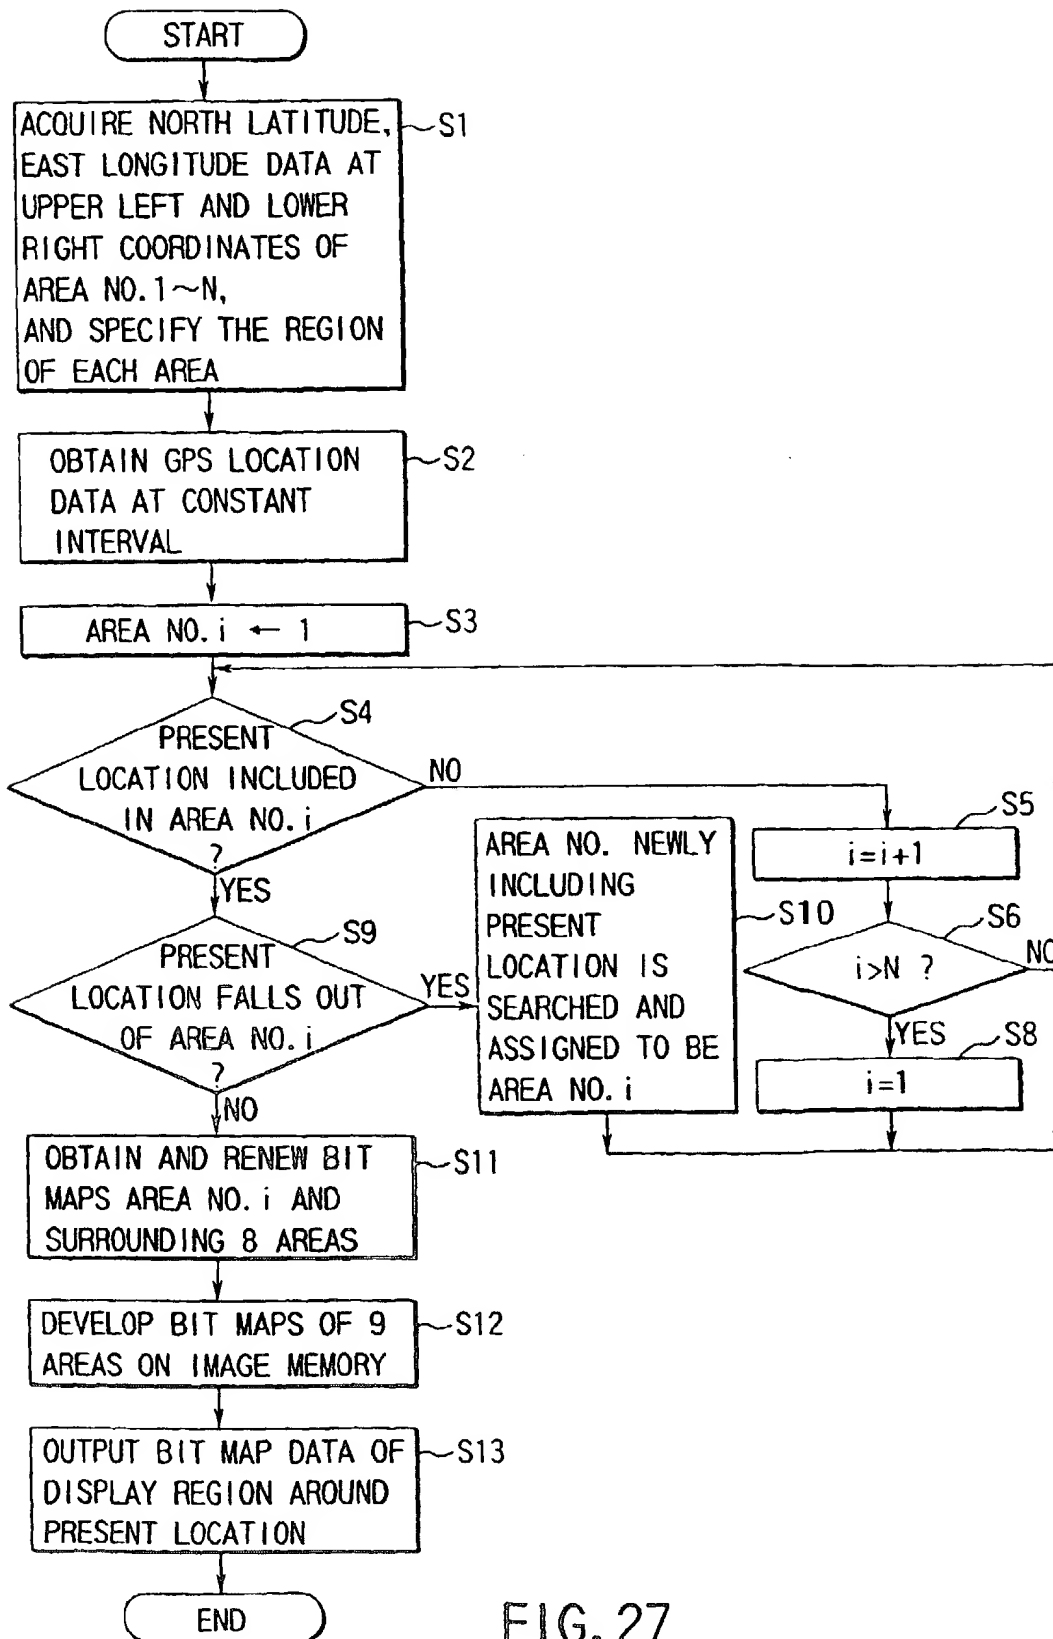 START
ACQUIRE NORTH LATITUDE,
EAST LONGITUDE DATA AT
UPPER LEFT AND LOWER
RIGHT COORDINATES OF
AREA NO.1~N,
AND SPECIFY THE REGION
OF EACH AREA
S1
OBTAIN GPS LOCATION
DATA AT CONSTANT
INTERVAL
S2
AREA NO.i ← 1
S3
S4
PRESENT
LOCATION INCLUDED
IN AREA NO.i
?
NO
YES
S5
i=i+1
S6
i>N ?
NO
YES
S8
i=1
S9
PRESENT
LOCATION FALLS OUT
OF AREA NO.i
?
YES
NO
AREA NO. NEWLY
INCLUDING
PRESENT
LOCATION IS
SEARCHED AND
ASSIGNED TO BE
AREA NO.i
S10
OBTAIN AND RENEW BIT
MAPS AREA NO.i AND
SURROUNDING 8 AREAS
S11
DEVELOP BIT MAPS OF 9
AREAS ON IMAGE MEMORY
S12
OUTPUT BIT MAP DATA OF
DISPLAY REGION AROUND
PRESENT LOCATION
S13
END
FIG.27